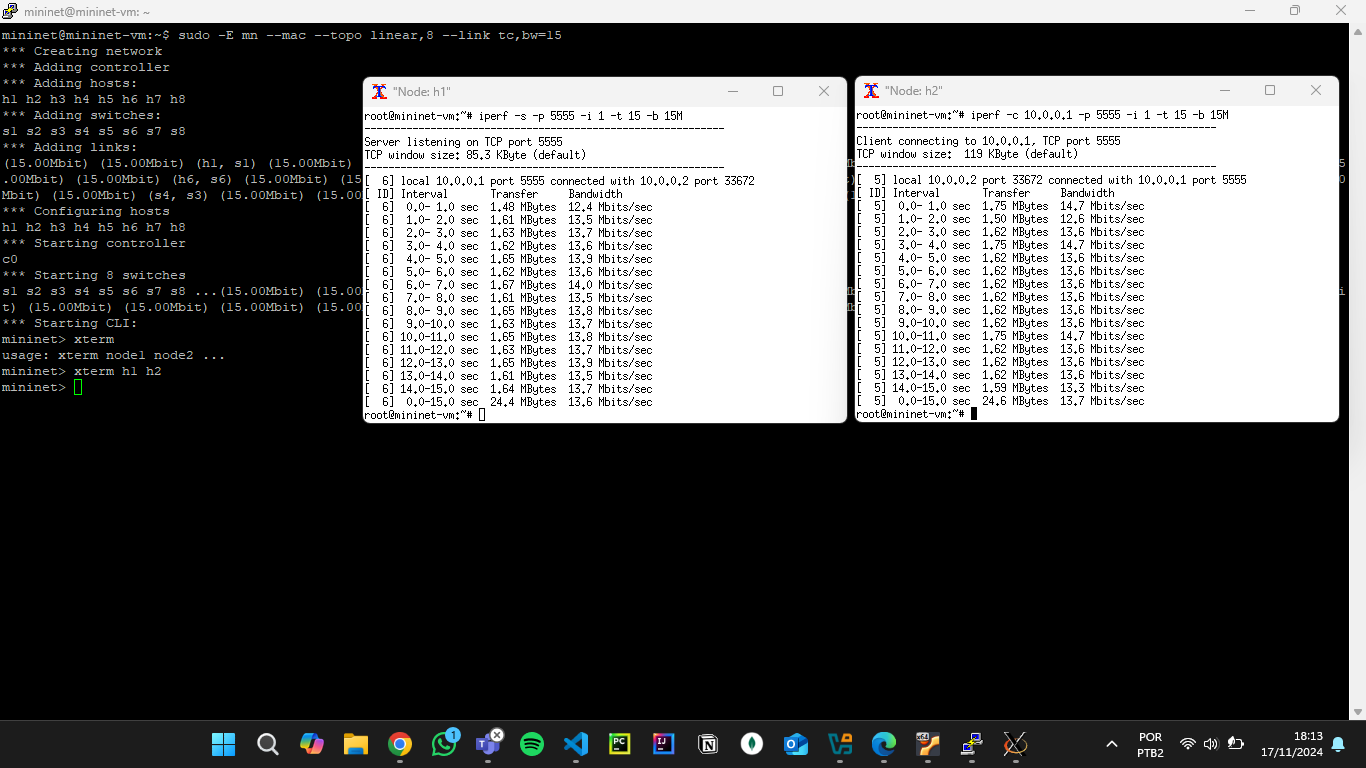 mininet@mininet-vm: ~
mininet@mininet-vm:~$ sudo -E mn --mac --topo linear,8 --link tc,bw=15
*** Creating network
*** Adding controller
*** Adding hosts:
h1 h2 h3 h4 h5 h6 h7 h8
*** Adding switches:
s1 s2 s3 s4 s5 s6 s7 s8
*** Adding links:
(15.00Mbit) (15.00Mbit) (h1, s1) (15.00Mbit)
.00Mbit) (15.00Mbit) (h6, s6) (15.00Mbit) (15
Mbit) (15.00Mbit) (s4, s3) (15.00Mbit)
*** Configuring hosts
h1 h2 h3 h4 h5 h6 h7 h8
*** Starting controller
c0
*** Starting 8 switches
s1 s2 s3 s4 s5 s6 s7 s8 ...(15.00Mbit) (15.00
t) (15.00Mbit) (15.00Mbit) (15.00Mbit) (15.00
*** Starting CLI:
mininet> xterm
usage: xterm node1 node2 ...
mininet> xterm h1 h2
mininet>
"Node: h1"
root@mininet-vm:~# iperf -s -p 5555 -i 1 -t 15 -b 15M
------------------------------------------------------------
Server listening on TCP port 5555
TCP window size: 85.3 KByte (default)
------------------------------------------------------------
[  6] local 10.0.0.1 port 5555 connected with 10.0.0.2 port 33672
[ ID] Interval       Transfer     Bandwidth
[  6]  0.0- 1.0 sec  1.48 MBytes  12.4 Mbits/sec
[  6]  1.0- 2.0 sec  1.61 MBytes  13.5 Mbits/sec
[  6]  2.0- 3.0 sec  1.63 MBytes  13.7 Mbits/sec
[  6]  3.0- 4.0 sec  1.62 MBytes  13.6 Mbits/sec
[  6]  4.0- 5.0 sec  1.65 MBytes  13.9 Mbits/sec
[  6]  5.0- 6.0 sec  1.62 MBytes  13.6 Mbits/sec
[  6]  6.0- 7.0 sec  1.67 MBytes  14.0 Mbits/sec
[  6]  7.0- 8.0 sec  1.61 MBytes  13.5 Mbits/sec
[  6]  8.0- 9.0 sec  1.65 MBytes  13.8 Mbits/sec
[  6]  9.0-10.0 sec  1.63 MBytes  13.7 Mbits/sec
[  6] 10.0-11.0 sec  1.65 MBytes  13.8 Mbits/sec
[  6] 11.0-12.0 sec  1.63 MBytes  13.7 Mbits/sec
[  6] 12.0-13.0 sec  1.65 MBytes  13.9 Mbits/sec
[  6] 13.0-14.0 sec  1.61 MBytes  13.5 Mbits/sec
[  6] 14.0-15.0 sec  1.64 MBytes  13.7 Mbits/sec
[  6]  0.0-15.0 sec  24.4 MBytes  13.6 Mbits/sec
root@mininet-vm:~#
"Node: h2"
root@mininet-vm:~# iperf -c 10.0.0.1 -p 5555 -i 1 -t 15 -b 15M
------------------------------------------------------------
Client connecting to 10.0.0.1, TCP port 5555
TCP window size:  119 KByte (default)
------------------------------------------------------------
[  5] local 10.0.0.2 port 33672 connected with 10.0.0.1 port 5555
[ ID] Interval       Transfer     Bandwidth
[  5]  0.0- 1.0 sec  1.75 MBytes  14.7 Mbits/sec
[  5]  1.0- 2.0 sec  1.50 MBytes  12.6 Mbits/sec
[  5]  2.0- 3.0 sec  1.62 MBytes  13.6 Mbits/sec
[  5]  3.0- 4.0 sec  1.75 MBytes  14.7 Mbits/sec
[  5]  4.0- 5.0 sec  1.62 MBytes  13.6 Mbits/sec
[  5]  5.0- 6.0 sec  1.62 MBytes  13.6 Mbits/sec
[  5]  6.0- 7.0 sec  1.62 MBytes  13.6 Mbits/sec
[  5]  7.0- 8.0 sec  1.62 MBytes  13.6 Mbits/sec
[  5]  8.0- 9.0 sec  1.62 MBytes  13.6 Mbits/sec
[  5]  9.0-10.0 sec  1.62 MBytes  13.6 Mbits/sec
[  5] 10.0-11.0 sec  1.75 MBytes  14.7 Mbits/sec
[  5] 11.0-12.0 sec  1.62 MBytes  13.6 Mbits/sec
[  5] 12.0-13.0 sec  1.62 MBytes  13.6 Mbits/sec
[  5] 13.0-14.0 sec  1.62 MBytes  13.6 Mbits/sec
[  5] 14.0-15.0 sec  1.59 MBytes  13.3 Mbits/sec
[  5]  0.0-15.0 sec  24.6 MBytes  13.7 Mbits/sec
root@mininet-vm:~#
1
PC
IJ
POR
PTB2
18:13
17/11/2024